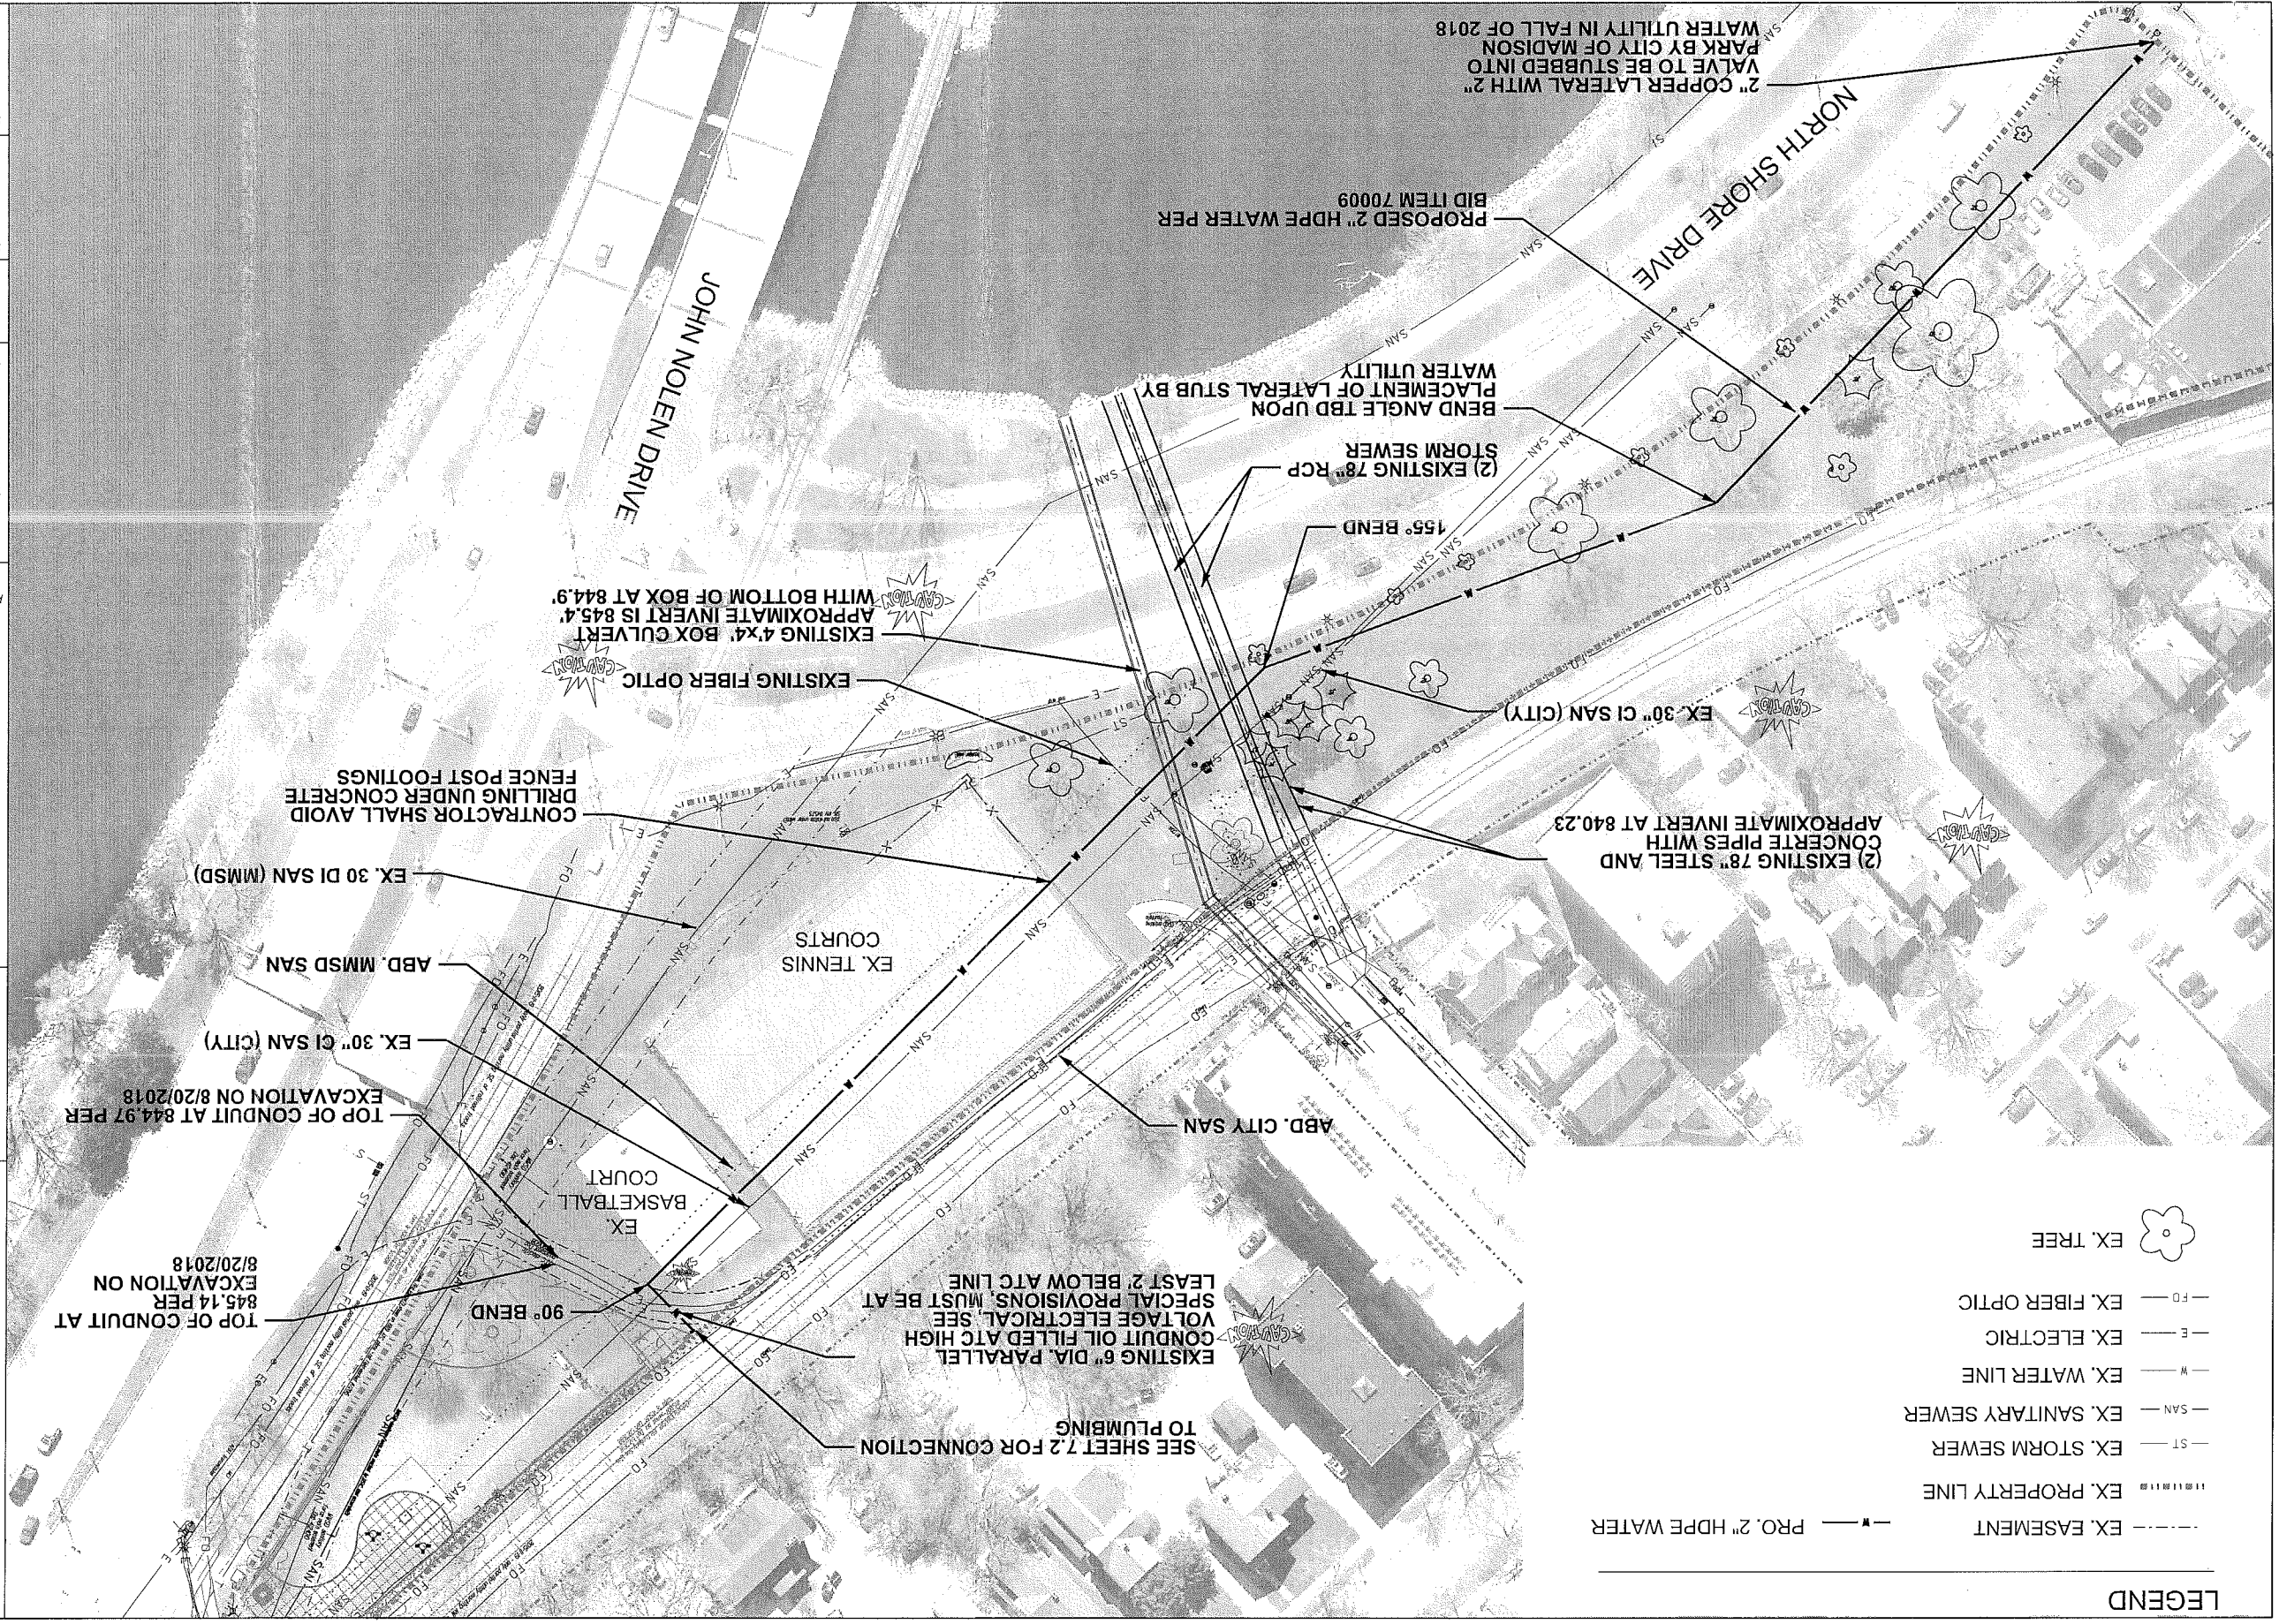 LEGEND
EX. EASEMENT
PRO. 2" HDPE WATER
EX. PROPERTY LINE
ST
EX. STORM SEWER
SAN
EX. SANITARY SEWER
W
EX. WATER LINE
E
EX. ELECTRIC
FO
EX. FIBER OPTIC
EX. TREE
SEE SHEET 7.2 FOR CONNECTION
TO PLUMBING
EXISTING 6" DIA. PARALLEL
CONDUIT OIL FILLED ATC HIGH
VOLTAGE ELECTRICAL, SEE
SPECIAL PROVISIONS, MUST BE AT
LEAST 2' BELOW ATC LINE
CAUTION
90° BEND
TOP OF CONDUIT AT
845.14 PER
EXCAVATION ON
8/20/2018
EX.
BASKETBALL
COURT
TOP OF CONDUIT AT 844.97 PER
EXCAVATION ON 8/20/2018
EX. 30" CI SAN (CITY)
ABD. MMSD SAN
ABD. CITY SAN
EX. TENNIS
COURTS
EX. 30 DI SAN (MMSD)
CONTRACTOR SHALL AVOID
DRILLING UNDER CONCRETE
FENCE POST FOOTINGS
(2) EXISTING 78" STEEL AND
CONCERTE PIPES WITH
APPROXIMATE INVERT AT 840.23
CAUTION
EX. 30" CI SAN (CITY)
CAUTION
EXISTING FIBER OPTIC
CAUTION
EXISTING 4'x4' BOX CULVERT
APPROXIMATE INVERT IS 845.4'
WITH BOTTOM OF BOX AT 844.9'
CAUTION
155° BEND
(2) EXISTING 78" RCP
STORM SEWER
BEND ANGLE TBD UPON
PLACEMENT OF LATERAL STUB BY
WATER UTILITY
JOHN NOLEN DRIVE
NORTH SHORE DRIVE
PROPOSED 2" HDPE WATER PER
BID ITEM 70009
2" COPPER LATERAL WITH 2"
VALVE TO BE STUBBED INTO
PARK BY CITY OF MADISON
WATER UTILITY IN FALL OF 2018